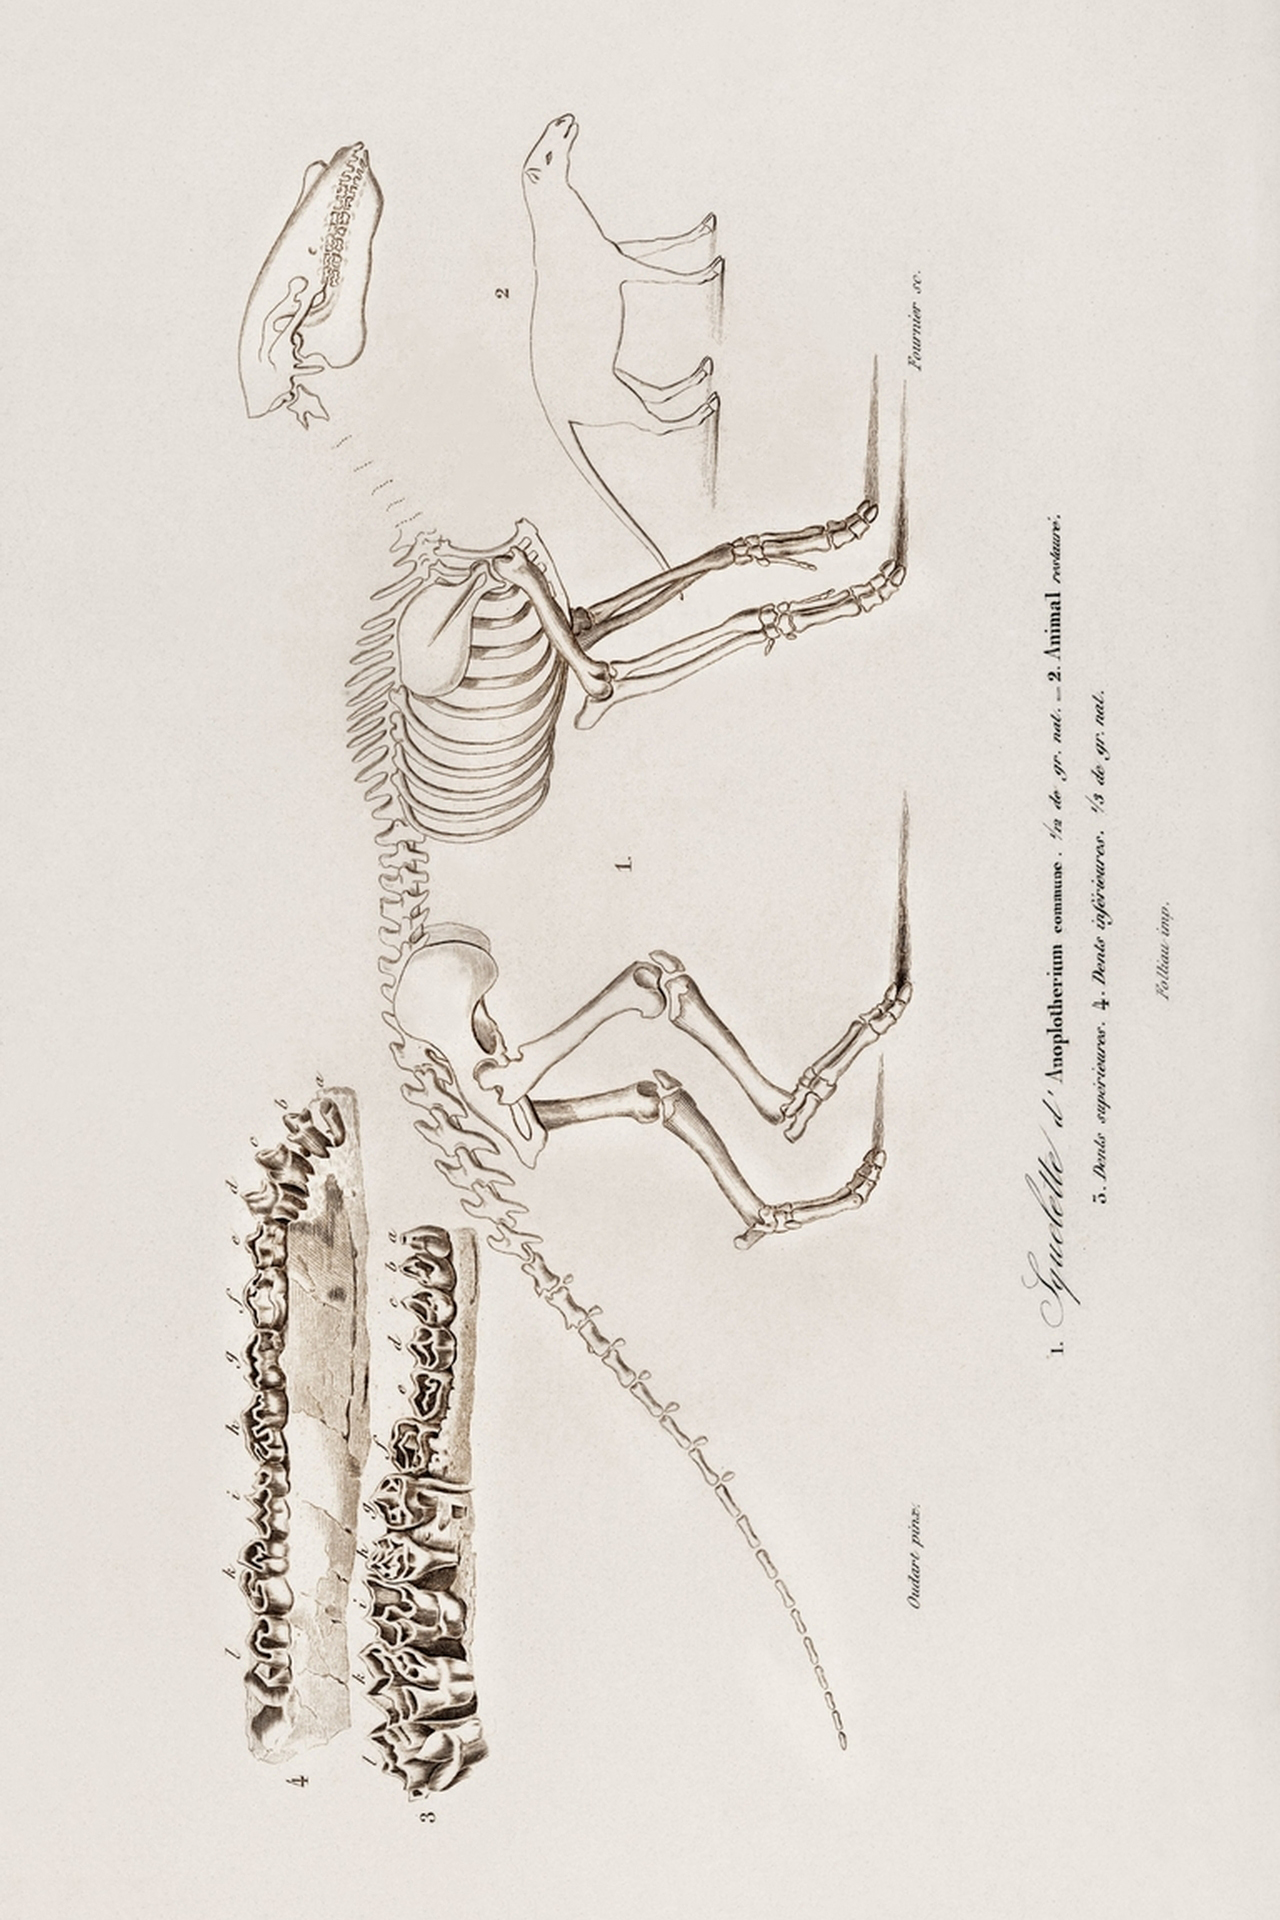 4
l k i h g f e d c b a
3
l k i h g f e d c b a
2
c
1.
Oudart pinx.
Fournier sc.
1. Squelette d'Anoplotherium commune. 1/12 de gr. nat. – 2. Animal restauré.
3. Dents supérieures. 4. Dents inférieures. 1/3 de gr. nat.
Folliau imp.